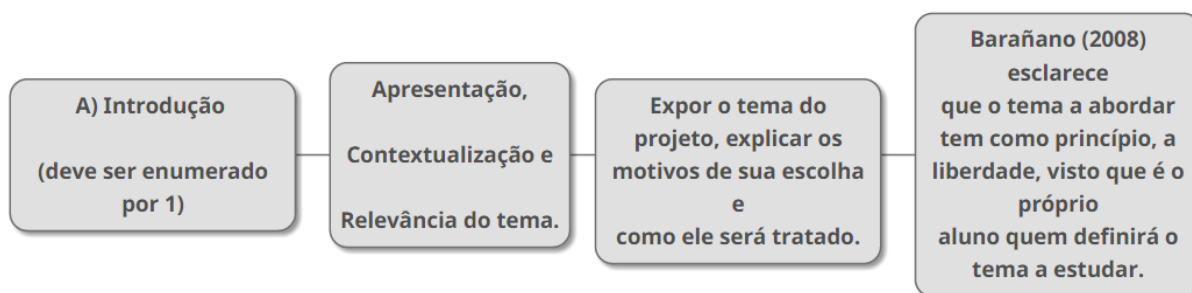 A) Introdução
(deve ser enumerado
por 1)
Apresentação,
Contextualização e
Relevância do tema.
Expor o tema do
projeto, explicar os
motivos de sua escolha
e
como ele será tratado.
Barañano (2008)
esclarece
que o tema a abordar
tem como princípio, a
liberdade, visto que é o
próprio
aluno quem definirá o
tema a estudar.